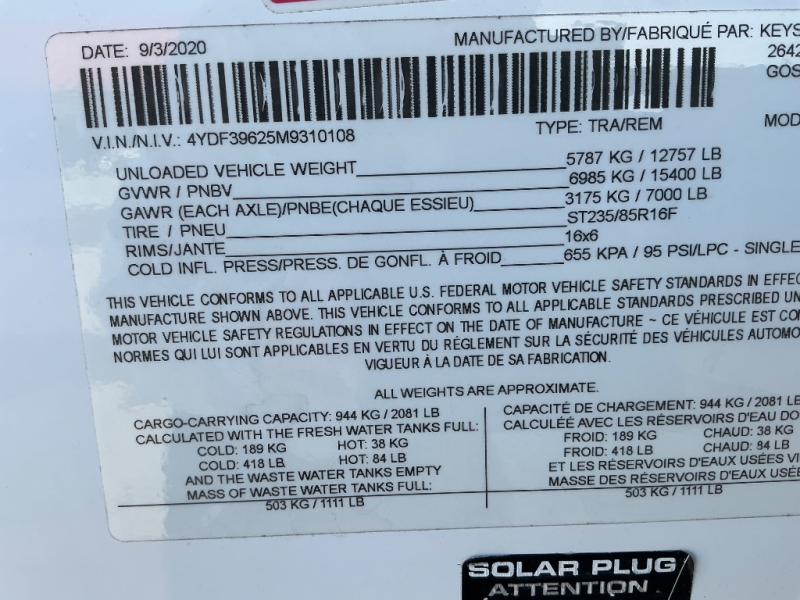 DATE: 9/3/2020
MANUFACTURED BY/FABRIQUÉ PAR: KEYS
2642
GOS
V.I.N./N.I.V.: 4YDF39625M9310108
TYPE: TRA/REM
MOD
UNLOADED VEHICLE WEIGHT 5787 KG / 12757 LB
GVWR / PNBV 6985 KG / 15400 LB
GAWR (EACH AXLE)/PNBE(CHAQUE ESSIEU) 3175 KG / 7000 LB
TIRE / PNEU ST235/85R16F
RIMS/JANTE 16x6
COLD INFL. PRESS/PRESS. DE GONFL. À FROID 655 KPA / 95 PSI/LPC - SINGLE
THIS VEHICLE CONFORMS TO ALL APPLICABLE U.S. FEDERAL MOTOR VEHICLE SAFETY STANDARDS IN EFFEC
MANUFACTURE SHOWN ABOVE. THIS VEHICLE CONFORMS TO ALL APPLICABLE STANDARDS PRESCRIBED UN
MOTOR VEHICLE SAFETY REGULATIONS IN EFFECT ON THE DATE OF MANUFACTURE ~ CE VÉHICULE EST CON
NORMES QUI LUI SONT APPLICABLES EN VERTU DU RÉGLEMENT SUR LA SÉCURITÉ DES VÉHICULES AUTOMO
VIGUEUR À LA DATE DE SA FABRICATION.
ALL WEIGHTS ARE APPROXIMATE.
CARGO-CARRYING CAPACITY: 944 KG / 2081 LB
CALCULATED WITH THE FRESH WATER TANKS FULL:
COLD: 189 KG HOT: 38 KG
COLD: 418 LB HOT: 84 LB
AND THE WASTE WATER TANKS EMPTY
MASS OF WASTE WATER TANKS FULL:
503 KG / 1111 LB
CAPACITÉ DE CHARGEMENT: 944 KG / 2081 LB
CALCULÉE AVEC LES RÉSERVOIRS D'EAU DO
FROID: 189 KG CHAUD: 38 KG
FROID: 418 LB CHAUD: 84 LB
ET LES RÉSERVOIRS D'EAUX USÉES VI
MASSE DES RÉSERVOIRS D'EAUX USÉES
503 KG / 1111 LB
SOLAR PLUG
ATTENTION